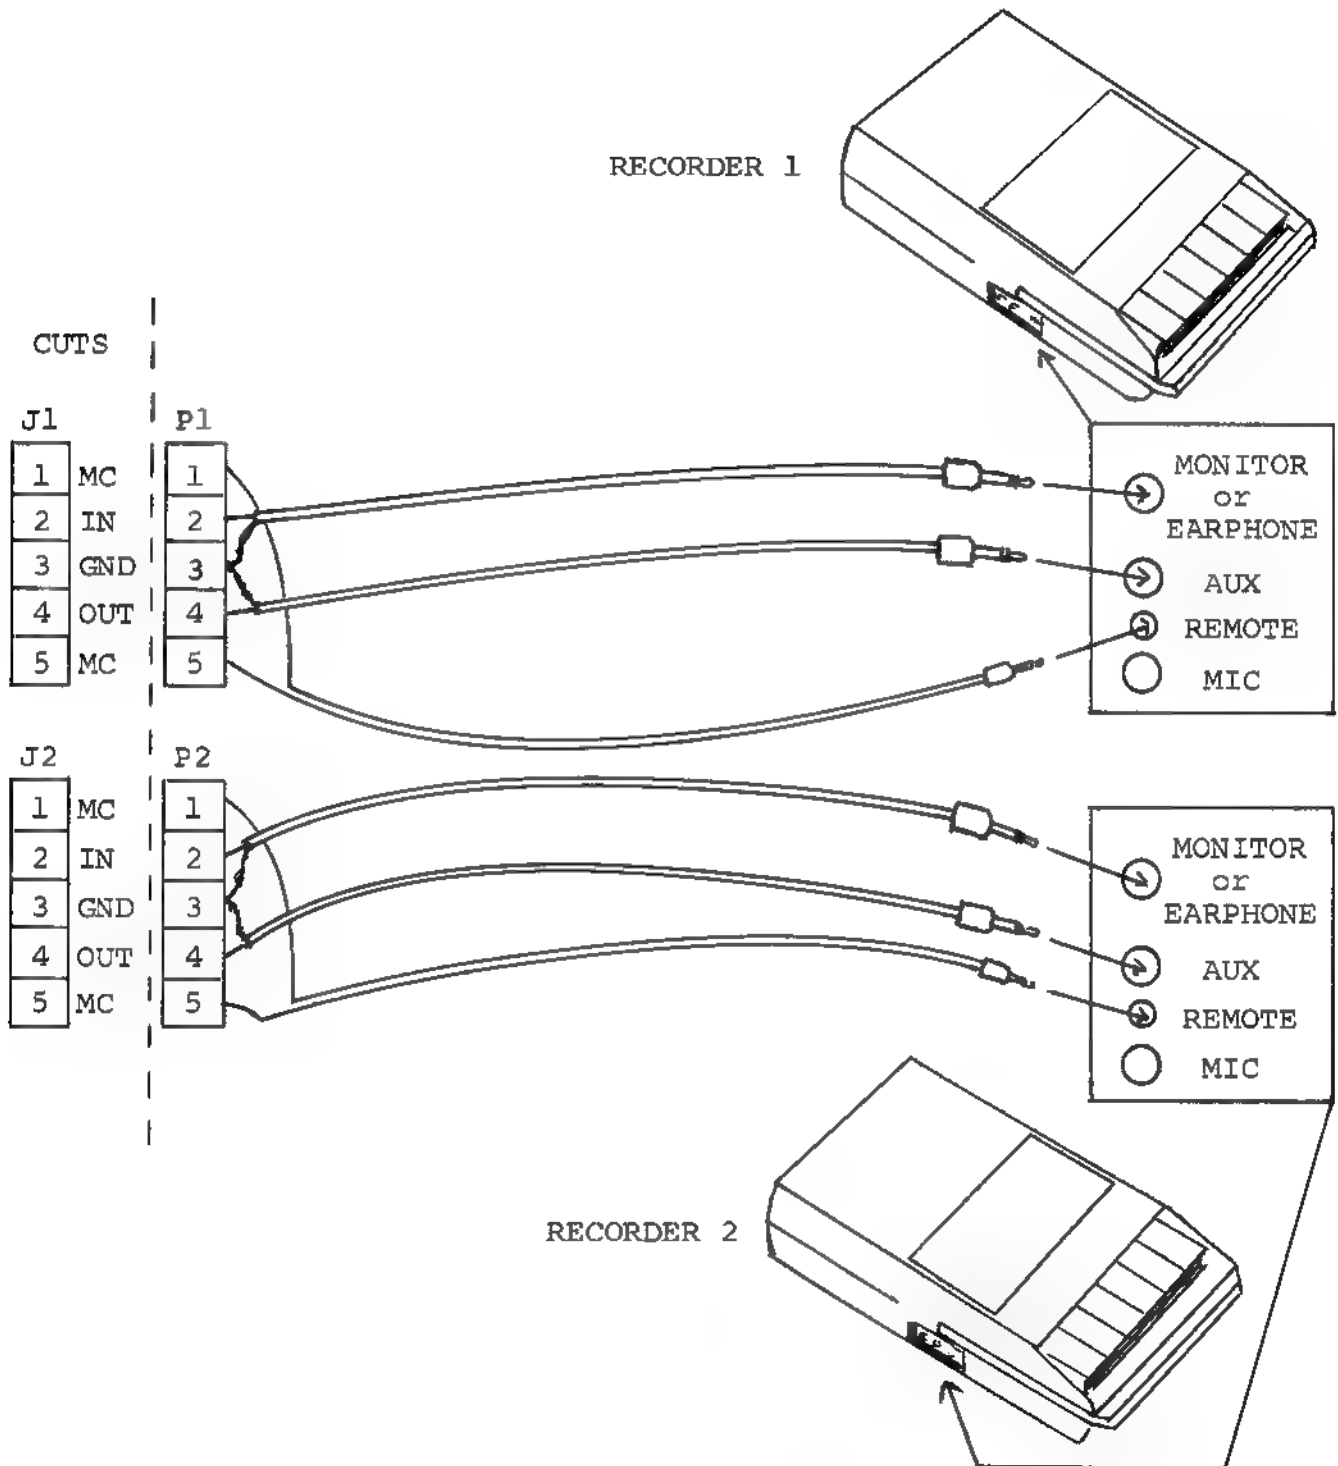 RECORDER 1
CUTS
J1
P1
1 MC
2 IN
3 GND
4 OUT
5 MC
1
2
3
4
5
MONITOR
or
EARPHONE
AUX
REMOTE
MIC
J2
P2
1 MC
2 IN
3 GND
4 OUT
5 MC
1
2
3
4
5
MONITOR
or
EARPHONE
AUX
REMOTE
MIC
RECORDER 2